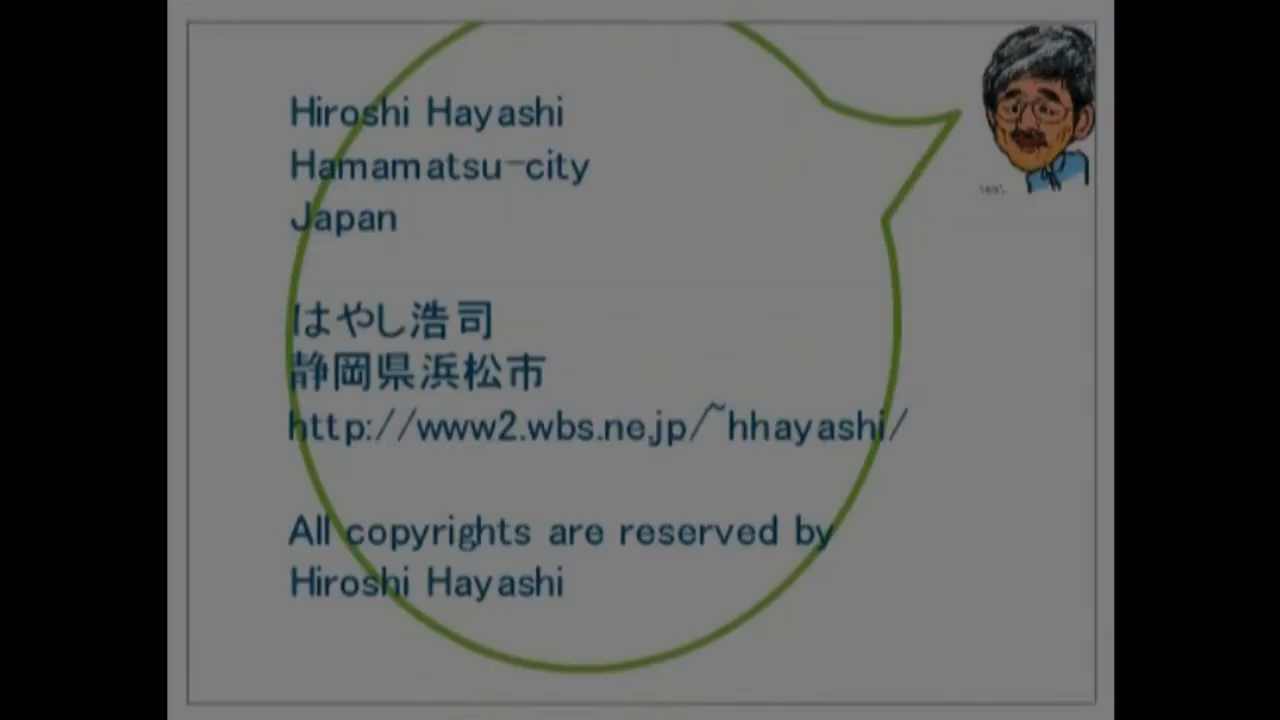 Hiroshi Hayashi
Hamamatsu-city
Japan
はやし浩司
静岡県浜松市
http://www2.wbs.ne.jp/~hhayashi/
All copyrights are reserved by
Hiroshi Hayashi